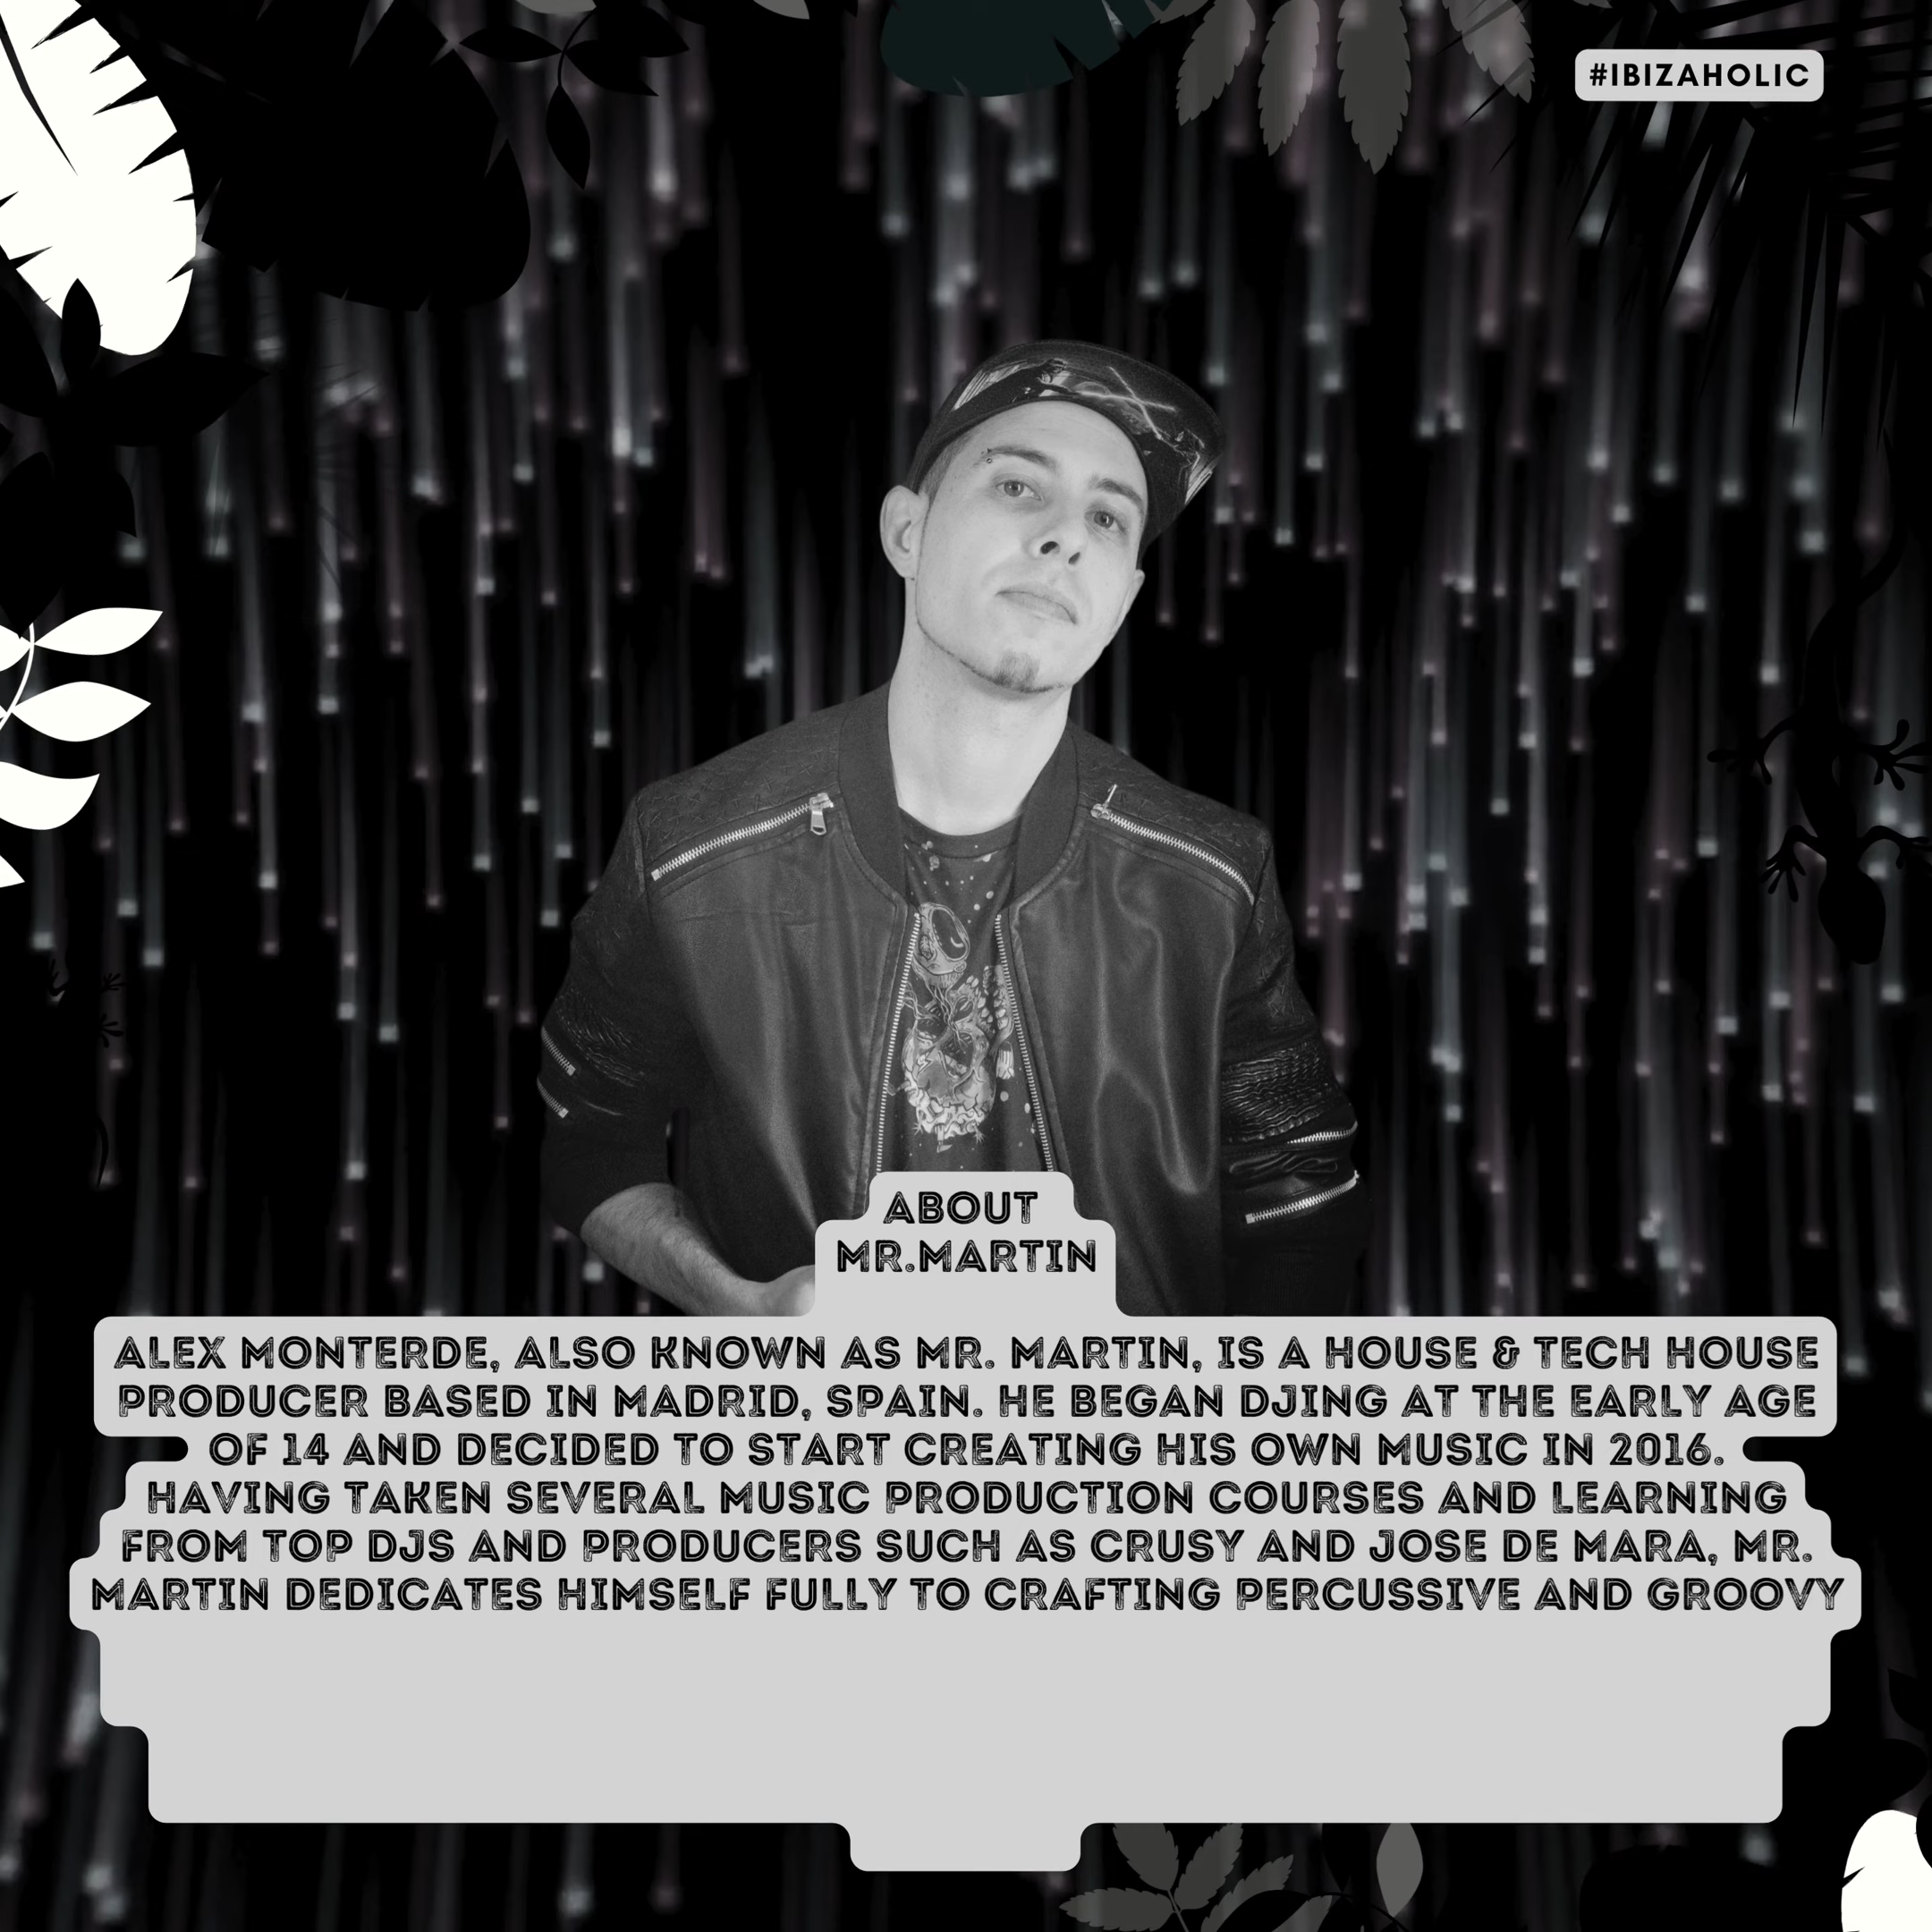 #IBIZAHOLIC
ABOUT
MR.MARTIN
ALEX MONTERDE, ALSO KNOWN AS MR. MARTIN, IS A HOUSE & TECH HOUSE
PRODUCER BASED IN MADRID, SPAIN. HE BEGAN DJING AT THE EARLY AGE
OF 14 AND DECIDED TO START CREATING HIS OWN MUSIC IN 2016.
HAVING TAKEN SEVERAL MUSIC PRODUCTION COURSES AND LEARNING
FROM TOP DJS AND PRODUCERS SUCH AS CRUSY AND JOSE DE MARA, MR.
MARTIN DEDICATES HIMSELF FULLY TO CRAFTING PERCUSSIVE AND GROOVY